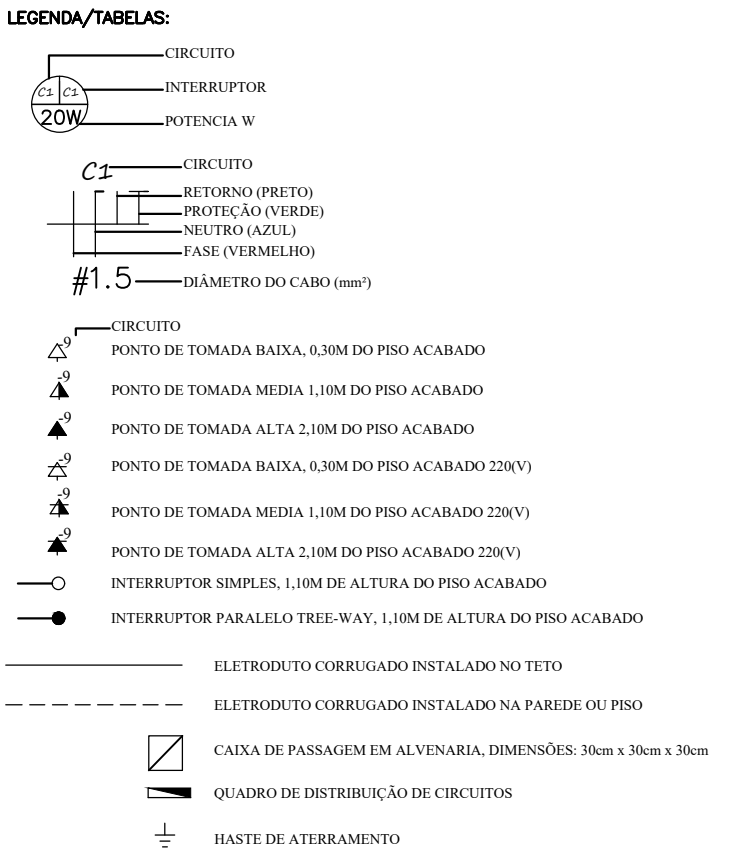 LEGENDA/TABELAS:
CIRCUITO
C1 C1
INTERRUPTOR
20W
POTENCIA W
C1
CIRCUITO
RETORNO (PRETO)
PROTEÇÃO (VERDE)
NEUTRO (AZUL)
FASE (VERMELHO)
#1.5
DIÂMETRO DO CABO (mm²)
CIRCUITO
-9
PONTO DE TOMADA BAIXA, 0,30M DO PISO ACABADO
-9
PONTO DE TOMADA MEDIA 1,10M DO PISO ACABADO
-9
PONTO DE TOMADA ALTA 2,10M DO PISO ACABADO
-9
PONTO DE TOMADA BAIXA, 0,30M DO PISO ACABADO 220(V)
-9
PONTO DE TOMADA MEDIA 1,10M DO PISO ACABADO 220(V)
-9
PONTO DE TOMADA ALTA 2,10M DO PISO ACABADO 220(V)
INTERRUPTOR SIMPLES, 1,10M DE ALTURA DO PISO ACABADO
INTERRUPTOR PARALELO TREE-WAY, 1,10M DE ALTURA DO PISO ACABADO
ELETRODUTO CORRUGADO INSTALADO NO TETO
ELETRODUTO CORRUGADO INSTALADO NA PAREDE OU PISO
CAIXA DE PASSAGEM EM ALVENARIA, DIMENSÕES: 30cm x 30cm x 30cm
QUADRO DE DISTRIBUIÇÃO DE CIRCUITOS
HASTE DE ATERRAMENTO